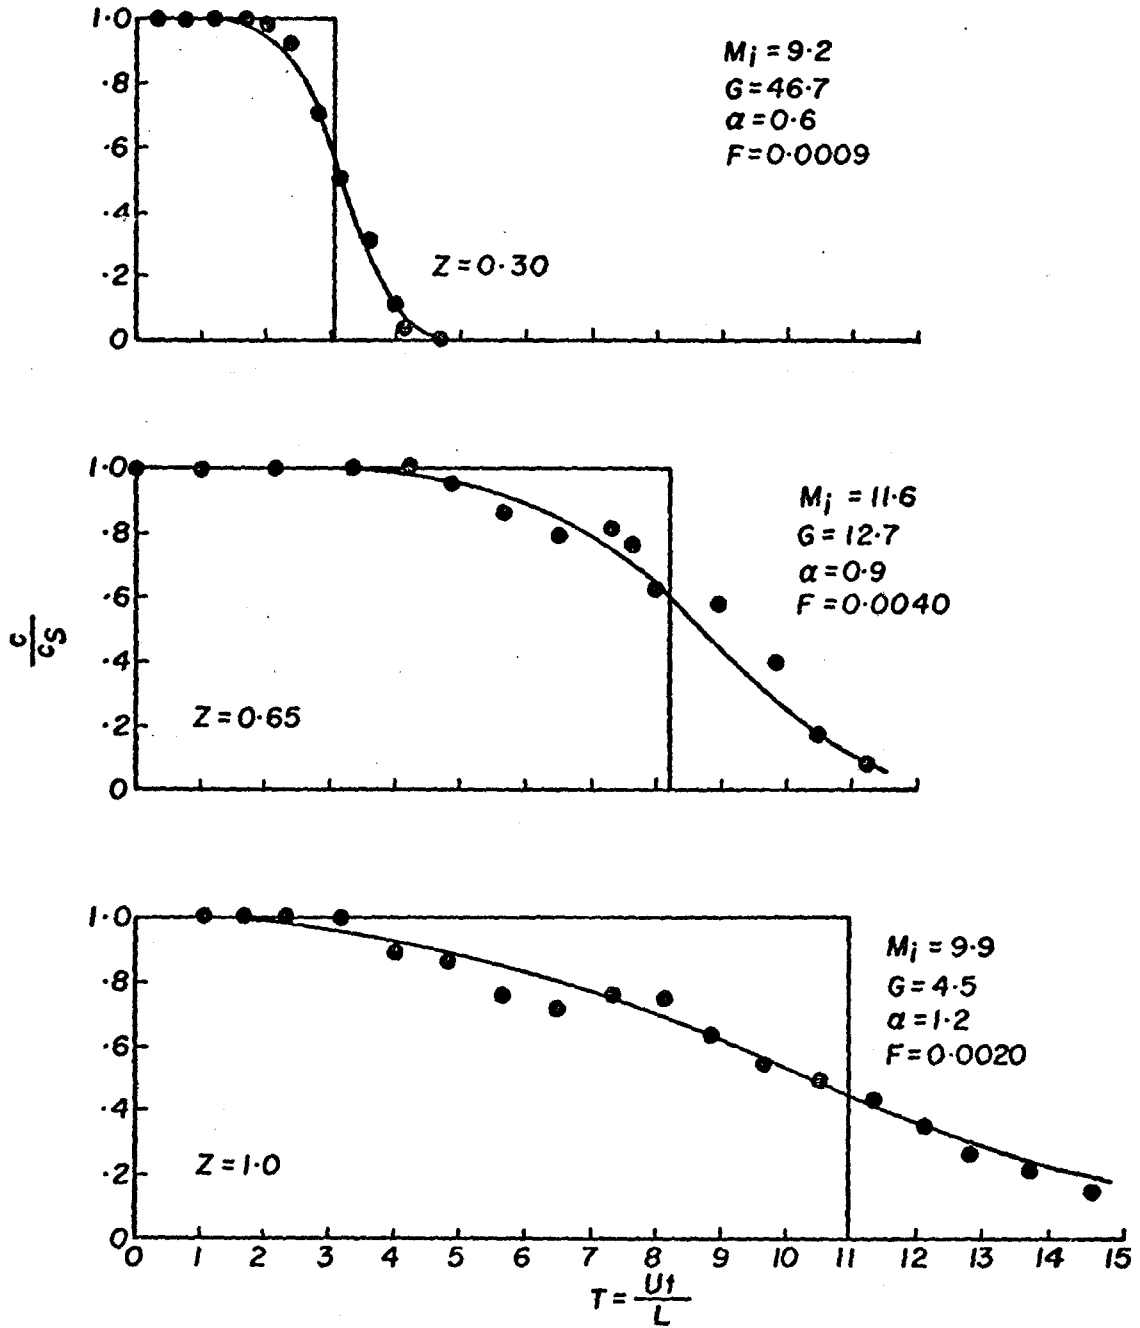 1.0
.8
.6
.4
.2
0
Mi = 9.2
G = 46.7
α = 0.6
F = 0.0009
Z = 0.30
1.0
.8
.6
.4
.2
0
Mi = 11.6
G = 12.7
α = 0.9
F = 0.0040
Z = 0.65
c
cs
1.0
.8
.6
.4
.2
0
Mi = 9.9
G = 4.5
α = 1.2
F = 0.0020
Z = 1.0
0 1 2 3 4 5 6 7 8 9 10 11 12 13 14 15
T = Ut
L